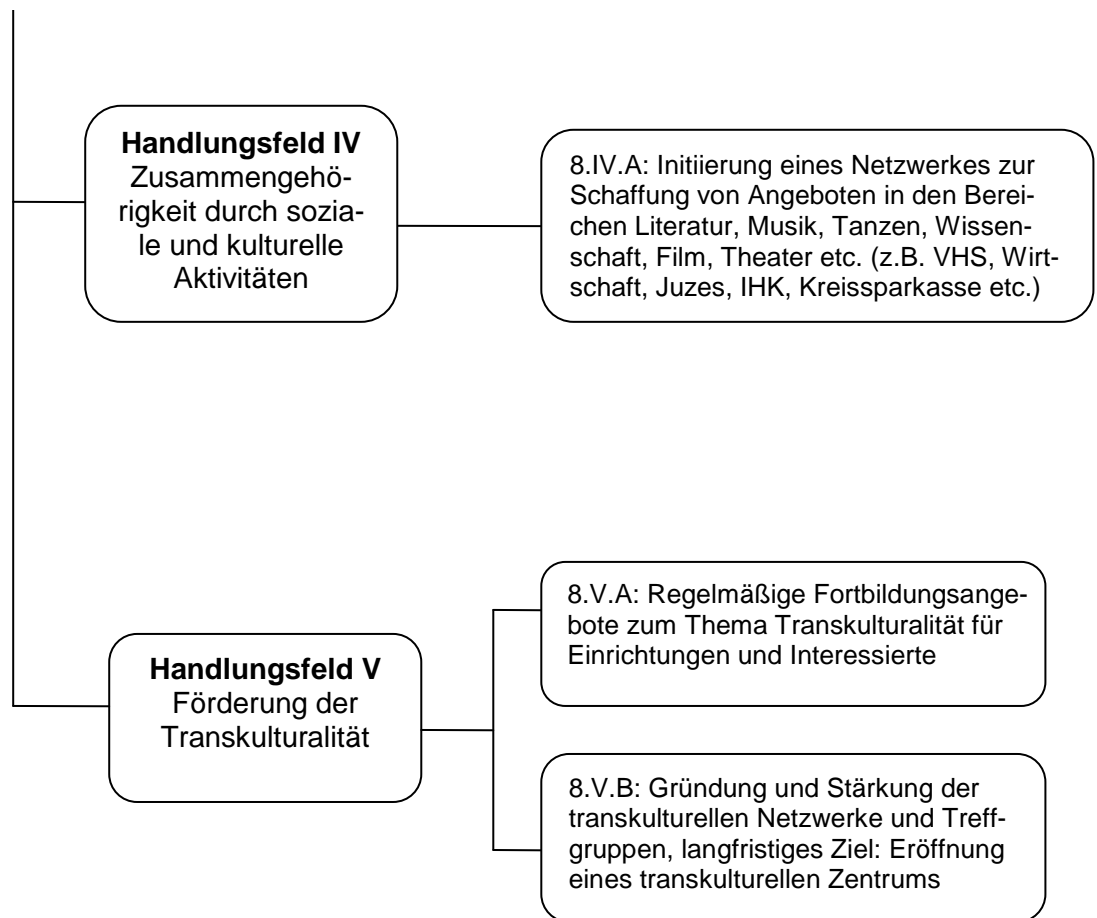 Handlungsfeld IV
Zusammengehö-
rigkeit durch sozia-
le und kulturelle
Aktivitäten
8.IV.A: Initiierung eines Netzwerkes zur
Schaffung von Angeboten in den Berei-
chen Literatur, Musik, Tanzen, Wissen-
schaft, Film, Theater etc. (z.B. VHS, Wirt-
schaft, Juzes, IHK, Kreissparkasse etc.)
Handlungsfeld V
Förderung der
Transkulturalität
8.V.A: Regelmäßige Fortbildungsange-
bote zum Thema Transkulturalität für
Einrichtungen und Interessierte
8.V.B: Gründung und Stärkung der
transkulturellen Netzwerke und Treff-
gruppen, langfristiges Ziel: Eröffnung
eines transkulturellen Zentrums